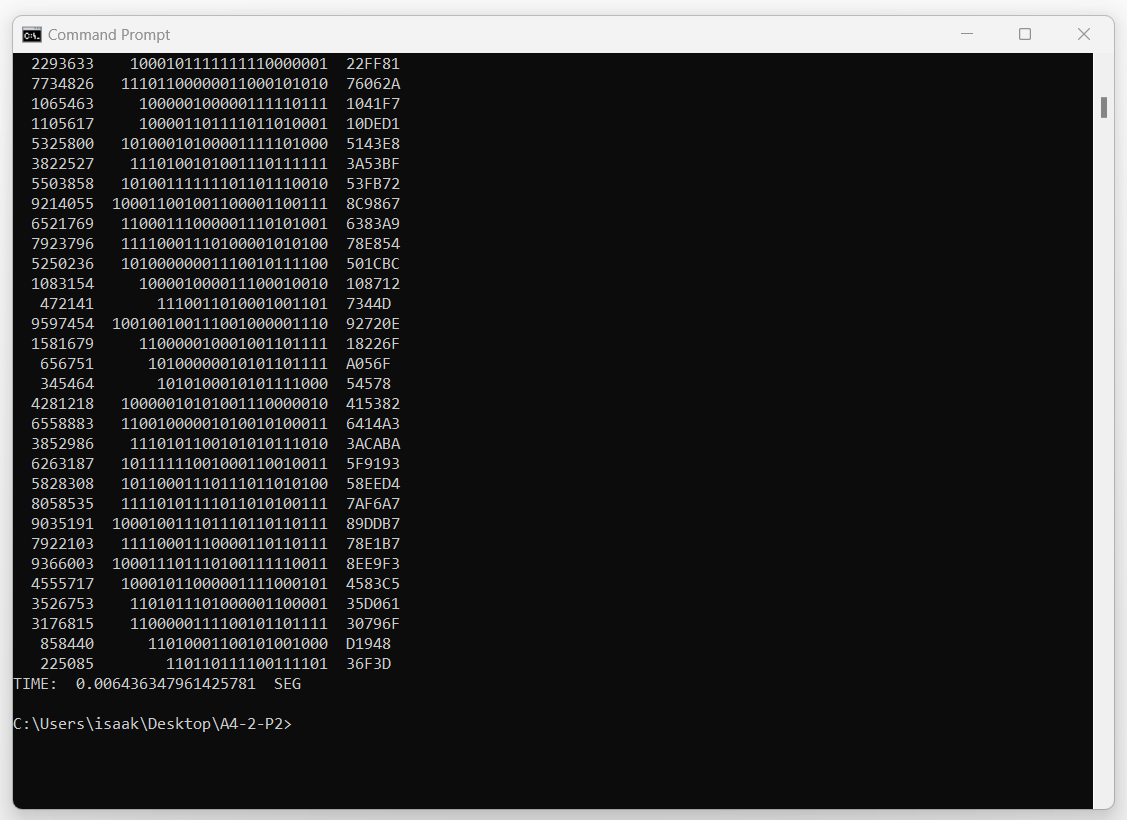 Command Prompt
2293633 1000101111111110000001 22FF81
7734826 11101100000011000101010 76062A
1065463 100000100000111110111 1041F7
1105617 100001101111011010001 10DED1
5325800 10100010100001111101000 5143E8
3822527 1110100101001110111111 3A53BF
5503858 10100111111101101110010 53FB72
9214055 100011001001100001100111 8C9867
6521769 11000111000001110101001 6383A9
7923796 11110001110100001010100 78E854
5250236 10100000001110010111100 501CBC
1083154 100001000011100010010 108712
472141 1110011010001001101 7344D
9597454 100100100111001000001110 92720E
1581679 110000010001001101111 18226F
656751 10100000010101101111 A056F
345464 1010100010101111000 54578
4281218 10000010101001110000010 415382
6558883 11001000001010010100011 6414A3
3852986 1110101100101010111010 3ACABA
6263187 10111111001000110010011 5F9193
5828308 10110001110111011010100 58EED4
8058535 11110101111011010100111 7AF6A7
9035191 100010011101110110110111 89DDB7
7922103 11110001110000110110111 78E1B7
9366003 100011101110100111110011 8EE9F3
4555717 10001011000001111000101 4583C5
3526753 1101011101000001100001 35D061
3176815 1100000111100101101111 30796F
858440 11010001100101001000 D1948
225085 110110111100111101 36F3D
TIME:  0.006436347961425781  SEG
C:\Users\isaak\Desktop\A4-2-P2>